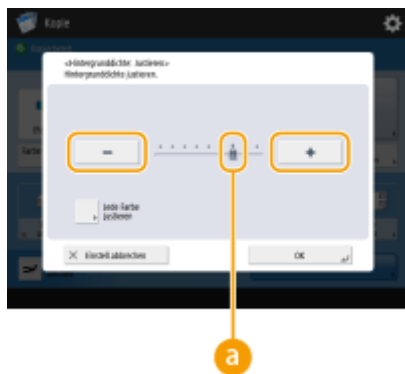 Kopie
<Hintergrunddichte: Justieren>
Hintergrunddichte justieren.
−
+
Jede Farbe
justieren
× Einstell. abbrechen
OK
a